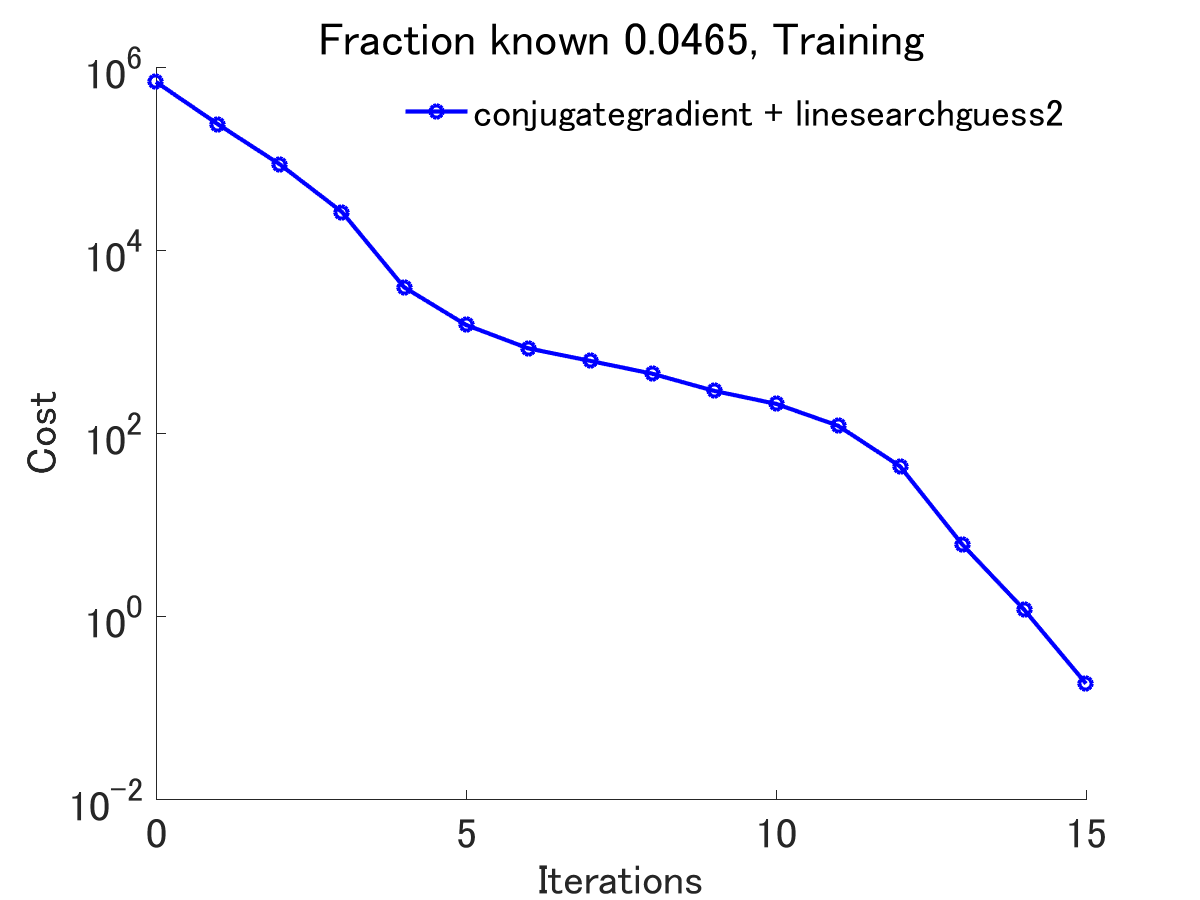 Fraction known 0.0465, Training
conjugategradient + linesearchguess2
10^6
10^4
10^2
10^0
10^-2
Cost
0 5 10 15
Iterations